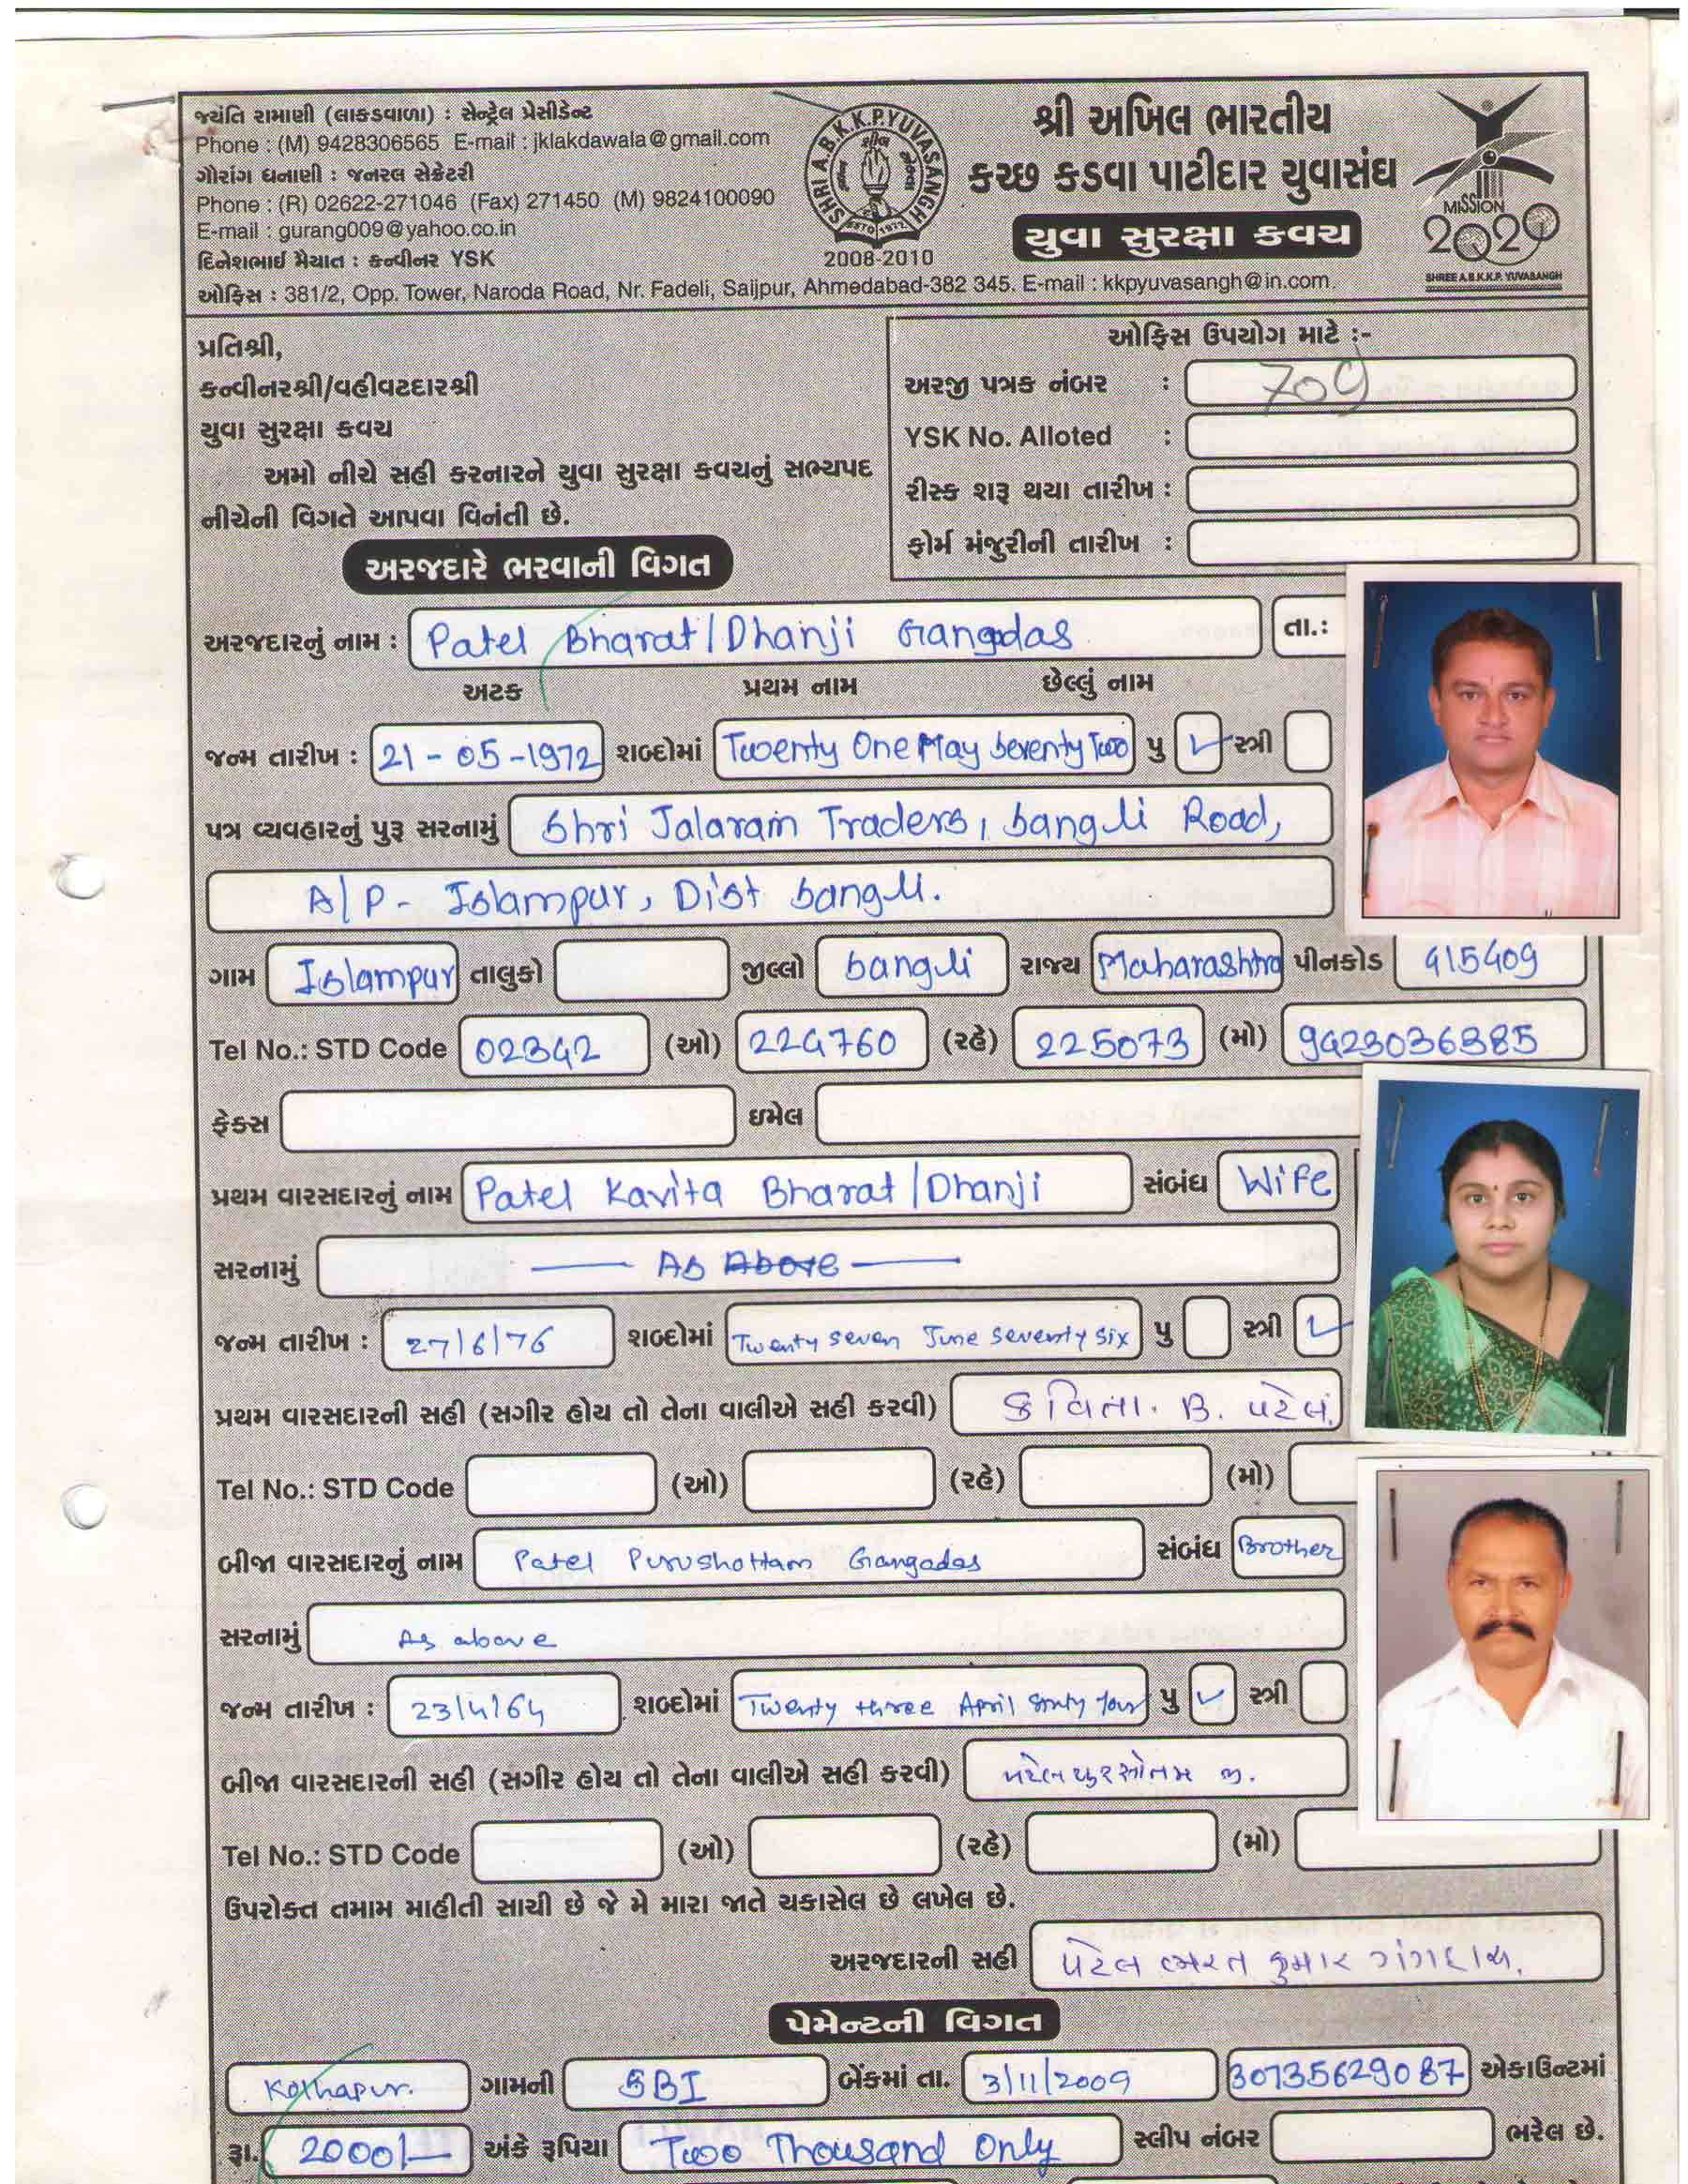 જયંતિ રામાણી (લાકડાવાળા) : સેન્ટ્રેલ પ્રેસીડેન્ટ
Phone : (M) 9428306565 E-mail : jklakdawala@gmail.com
ગૌરાંગ ધનાણી : જનરલ સેક્રેટરી
Phone : (R) 02622-271046 (Fax) 271450 (M) 9824100090
E-mail : gurang009@yahoo.co.in
દિનેશભાઈ મૈયાત : કન્વીનર YSK
SHRI A.B.K.K.P. YUVASANGH
ESTD 1972
2008-2010
શ્રી અખિલ ભારતીય
કચ્છ કડવા પાટીદાર યુવાસંઘ
યુવા સુરક્ષા કવચ
MISSION
2020
SHREE A.B.K.K.P. YUVASANGH
ઓફિસ : 381/2, Opp. Tower, Naroda Road, Nr. Fadeli, Saijpur, Ahmedabad-382 345. E-mail : kkpyuvasangh@in.com.
પ્રતિશ્રી,
કન્વીનરશ્રી/વહીવટદારશ્રી
યુવા સુરક્ષા કવચ
અમો નીચે સહી કરનારને યુવા સુરક્ષા કવચનું સભ્યપદ
નીચેની વિગતે આપવા વિનંતી છે.
ઓફિસ ઉપયોગ માટે :-
અરજી પત્રક નંબર : 709
YSK No. Alloted :
રીસ્ક શરૂ થયા તારીખ :
ફોર્મ મંજુરીની તારીખ :
અરજદારે ભરવાની વિગત
અરજદારનું નામ : Patel Bharat/Dhanji Gangadas તા.:
અટક પ્રથમ નામ છેલ્લું નામ
જન્મ તારીખ : 21-05-1972 શબ્દોમાં Twenty One May Seventy Two પુ ✓ સ્ત્રી
પત્ર વ્યવહારનું પુરૂ સરનામું Shri Jalaram Traders, Sangli Road,
A/P- Islampur, Dist Sangli.
ગામ Islampur તાલુકો જીલ્લો Sangli રાજ્ય Maharashtra પીનકોડ 415409
Tel No.: STD Code 02342 (ઓ) 224760 (રહે) 225073 (મો) 9423036385
ફેક્સ ઇમેલ
પ્રથમ વારસદારનું નામ Patel Kavita Bharat/Dhanji સંબંધ Wife
સરનામું — As Above —
જન્મ તારીખ : 27/6/76 શબ્દોમાં Twenty seven June seventy six પુ સ્ત્રી ✓
પ્રથમ વારસદારની સહી (સગીર હોય તો તેના વાલીએ સહી કરવી) કવિતા. B. પટેલ.
Tel No.: STD Code (ઓ) (રહે) (મો)
બીજા વારસદારનું નામ Patel Purushottam Gangadas સંબંધ Brother
સરનામું As above
જન્મ તારીખ : 23/4/64 શબ્દોમાં Twenty three April Sixty four પુ ✓ સ્ત્રી
બીજા વારસદારની સહી (સગીર હોય તો તેના વાલીએ સહી કરવી) પટેલ પુરસોતમ જી.
Tel No.: STD Code (ઓ) (રહે) (મો)
ઉપરોક્ત તમામ માહીતી સાચી છે જે મે મારા જાતે ચકાસેલ છે લખેલ છે.
અરજદારની સહી પટેલ ભરત કુમાર ગંગદાસ.
પેમેન્ટની વિગત
Kolhapur. ગામની SBI બેંકમાં તા. 3/11/2009 30735629087 એકાઉન્ટમાં
રૂા. 2000/- અંકે રૂપિયા Two Thousand Only સ્લીપ નંબર ભરેલ છે.